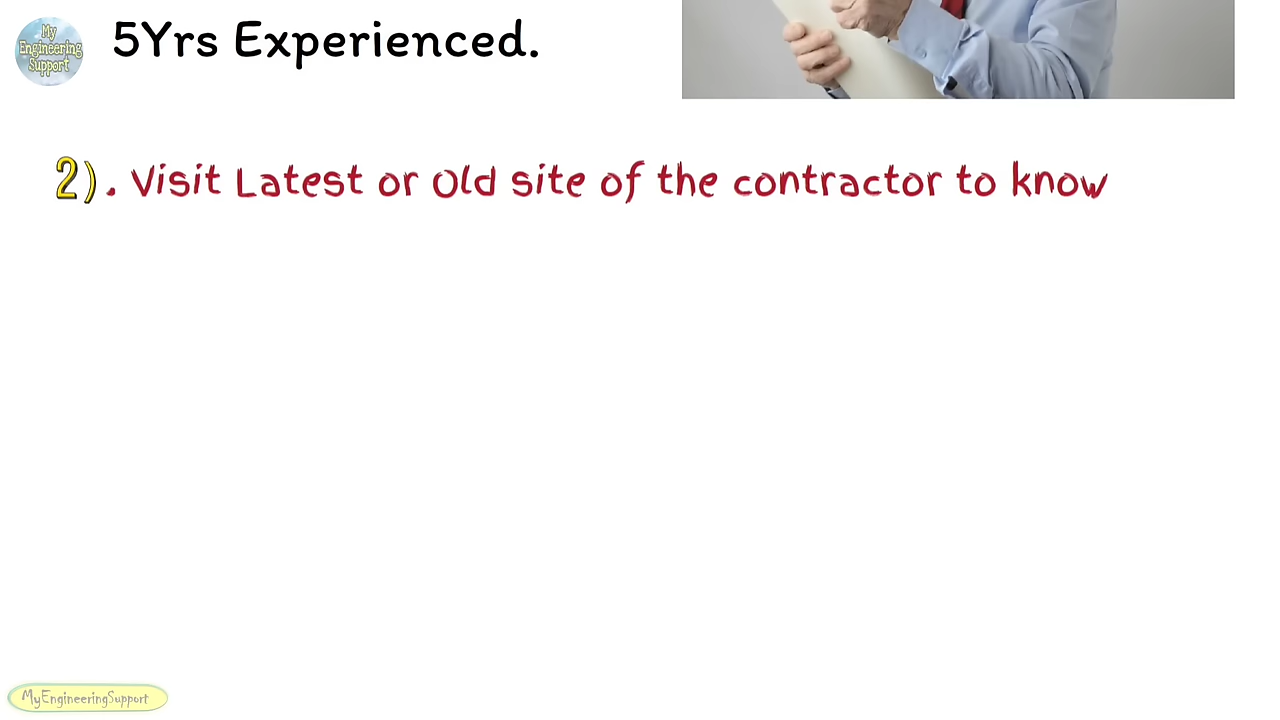 My
Engineering
Support
5Yrs Experienced.
2). Visit Latest or Old site of the contractor to know
MyEngineeringSupport